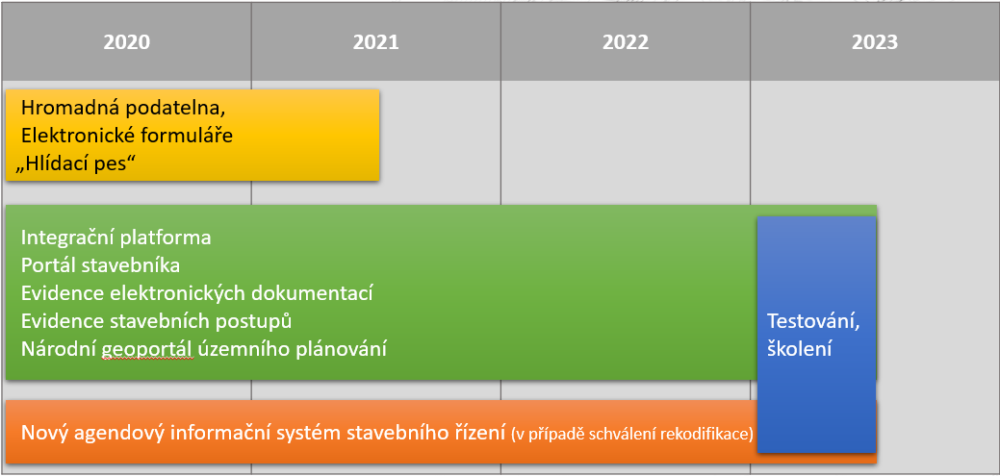 2020 2021 2022 2023
Hromadná podatelna,
Elektronické formuláře
„Hlídací pes“
Integrační platforma
Portál stavebníka
Evidence elektronických dokumentací
Evidence stavebních postupů
Národní geoportál územního plánování
Testování,
školení
Nový agendový informační systém stavebního řízení (v případě schválení rekodifikace)